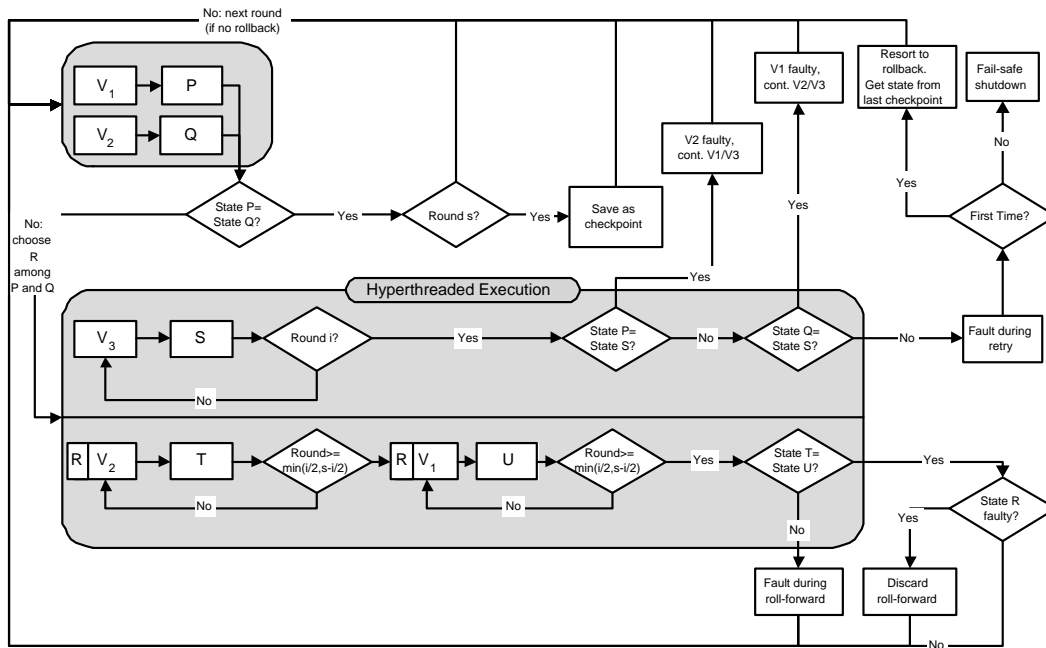 No: next round
(if no rollback)
V1
P
V2
Q
V1 faulty,
cont. V2/V3
Resort to
rollback.
Get state from
last checkpoint
Fail-safe
shutdown
V2 faulty,
cont. V1/V3
No
Yes
Yes
State P=
State Q?
Yes
Round s?
Yes
Save as
checkpoint
First Time?
No:
choose
R
among
P and Q
Yes
Hyperthreaded Execution
V3
S
Round i?
Yes
State P=
State S?
No
State Q=
State S?
No
Fault during
retry
No
R
V2
T
Round>=
min(i/2,s-i/2)
R
V1
U
Round>=
min(i/2,s-i/2)
Yes
State T=
State U?
Yes
No
No
No
State R
faulty?
Yes
Fault during
roll-forward
Discard
roll-forward
No